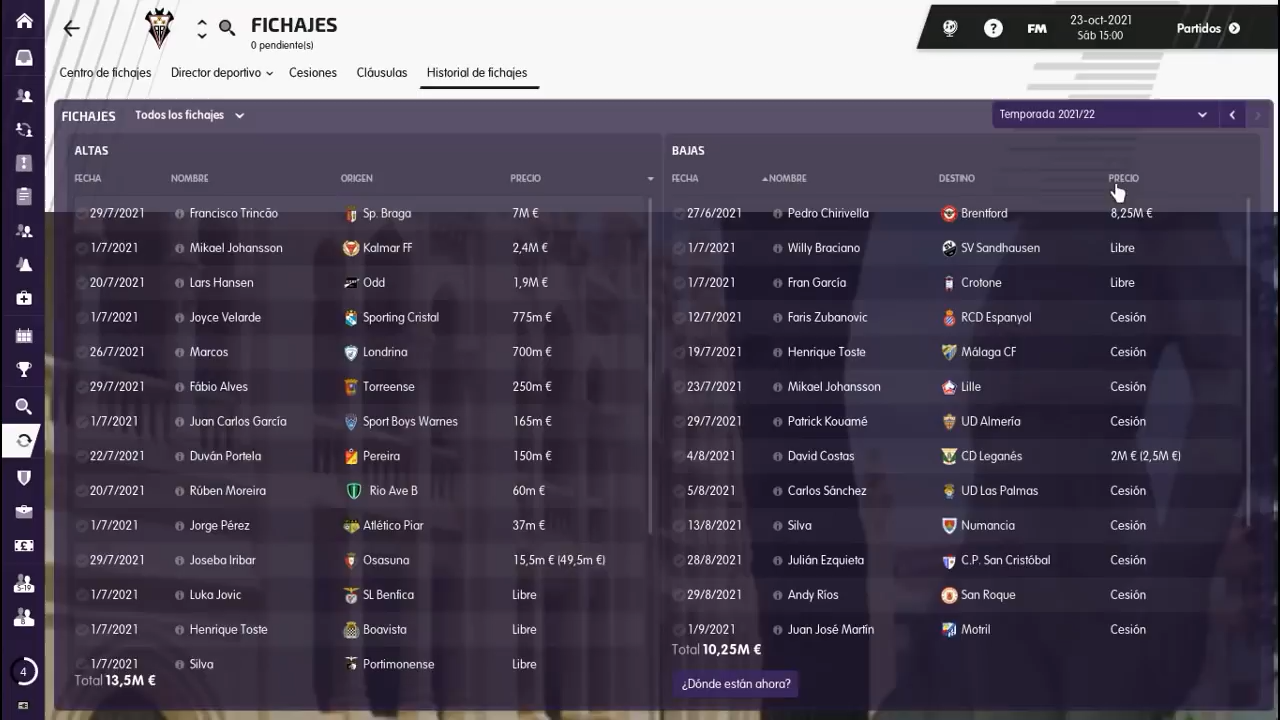 FICHAJES
0 pendiente(s)
FM
23-oct-2021
Sáb 15:00
Partidos
Centro de fichajes
Director deportivo
Cesiones
Cláusulas
Historial de fichajes
FICHAJES
Todos los fichajes
Temporada 2021/22
ALTAS
FECHA NOMBRE ORIGEN PRECIO
29/7/2021 Francisco Trincão Sp. Braga 7M €
1/7/2021 Mikael Johansson Kalmar FF 2,4M €
20/7/2021 Lars Hansen Odd 1,9M €
1/7/2021 Joyce Velarde Sporting Cristal 775m €
26/7/2021 Marcos Londrina 700m €
29/7/2021 Fábio Alves Torreense 250m €
1/7/2021 Juan Carlos García Sport Boys Warnes 165m €
22/7/2021 Duván Portela Pereira 150m €
20/7/2021 Rúben Moreira Rio Ave B 60m €
1/7/2021 Jorge Pérez Atlético Piar 37m €
29/7/2021 Joseba Iribar Osasuna 15,5m € (49,5m €)
1/7/2021 Luka Jovic SL Benfica Libre
1/7/2021 Henrique Toste Boavista Libre
1/7/2021 Silva Portimonense Libre
Total 13,5M €
BAJAS
FECHA NOMBRE DESTINO PRECIO
27/6/2021 Pedro Chirivella Brentford 8,25M €
1/7/2021 Willy Braciano SV Sandhausen Libre
1/7/2021 Fran García Crotone Libre
12/7/2021 Faris Zubanovic RCD Espanyol Cesión
19/7/2021 Henrique Toste Málaga CF Cesión
23/7/2021 Mikael Johansson Lille Cesión
29/7/2021 Patrick Kouamé UD Almería Cesión
4/8/2021 David Costas CD Leganés 2M € (2,5M €)
5/8/2021 Carlos Sánchez UD Las Palmas Cesión
13/8/2021 Silva Numancia Cesión
28/8/2021 Julián Ezquieta C.P. San Cristóbal Cesión
29/8/2021 Andy Ríos San Roque Cesión
1/9/2021 Juan José Martín Motril Cesión
Total 10,25M €
¿Dónde están ahora?
S-19
B
4